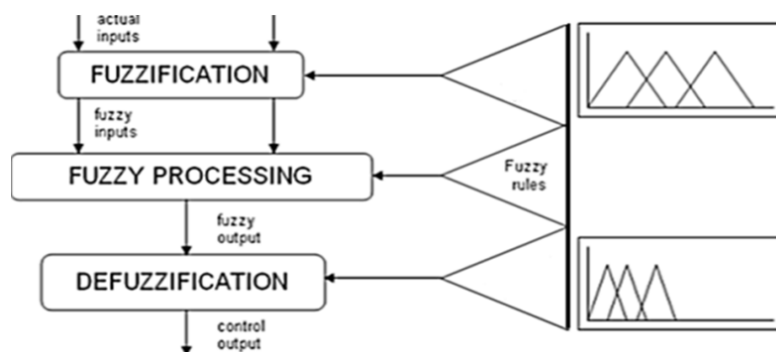 actual
inputs
FUZZIFICATION
fuzzy
inputs
FUZZY PROCESSING
Fuzzy
rules
fuzzy
output
DEFUZZIFICATION
control
output